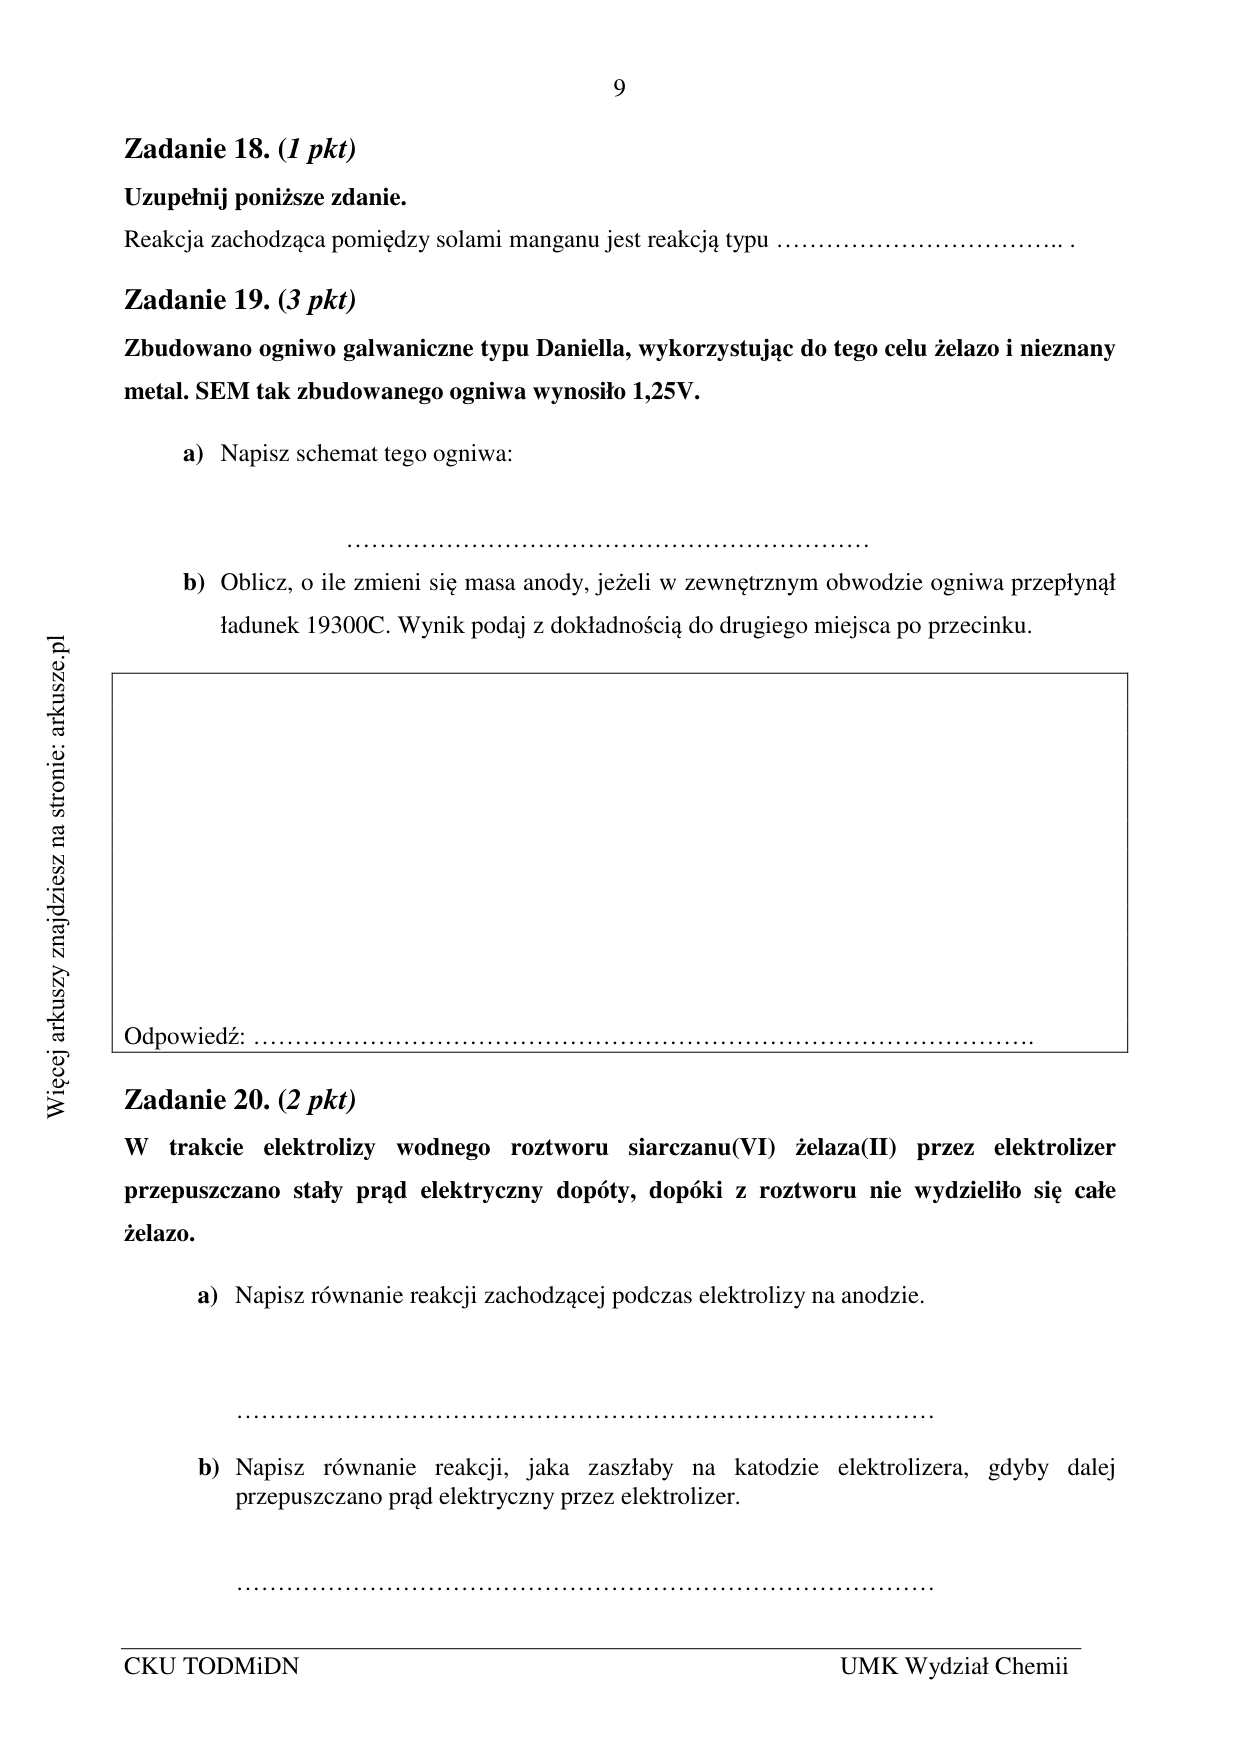 9
Zadanie 18. (1 pkt)
Uzupełnij poniższe zdanie.
Reakcja zachodząca pomiędzy solami manganu jest reakcją typu …………………………….. .
Zadanie 19. (3 pkt)
Zbudowano ogniwo galwaniczne typu Daniella, wykorzystując do tego celu żelazo i nieznany
metal. SEM tak zbudowanego ogniwa wynosiło 1,25V.
a) Napisz schemat tego ogniwa:
………………………………………………………
b) Oblicz, o ile zmieni się masa anody, jeżeli w zewnętrznym obwodzie ogniwa przepłynął
ładunek 19300C. Wynik podaj z dokładnością do drugiego miejsca po przecinku.
Odpowiedź: ………………………………………………………………………………….
Zadanie 20. (2 pkt)
W trakcie elektrolizy wodnego roztworu siarczanu(VI) żelaza(II) przez elektrolizer
przepuszczano stały prąd elektryczny dopóty, dopóki z roztworu nie wydzieliło się całe
żelazo.
a) Napisz równanie reakcji zachodzącej podczas elektrolizy na anodzie.
…………………………………………………………………………
b) Napisz równanie reakcji, jaka zaszłaby na katodzie elektrolizera, gdyby dalej
przepuszczano prąd elektryczny przez elektrolizer.
…………………………………………………………………………
CKU TODMiDN UMK Wydział Chemii
Więcej arkuszy znajdziesz na stronie: arkusze.pl